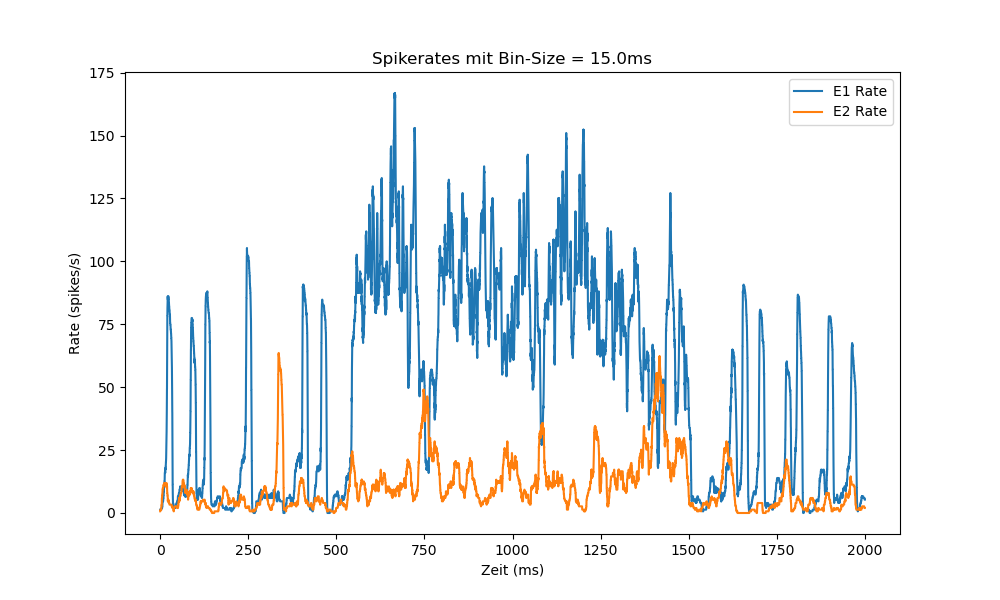 Spikerates mit Bin-Size = 15.0ms
E1 Rate
E2 Rate
Rate (spikes/s)
175
150
125
100
75
50
25
0
0 250 500 750 1000 1250 1500 1750 2000
Zeit (ms)